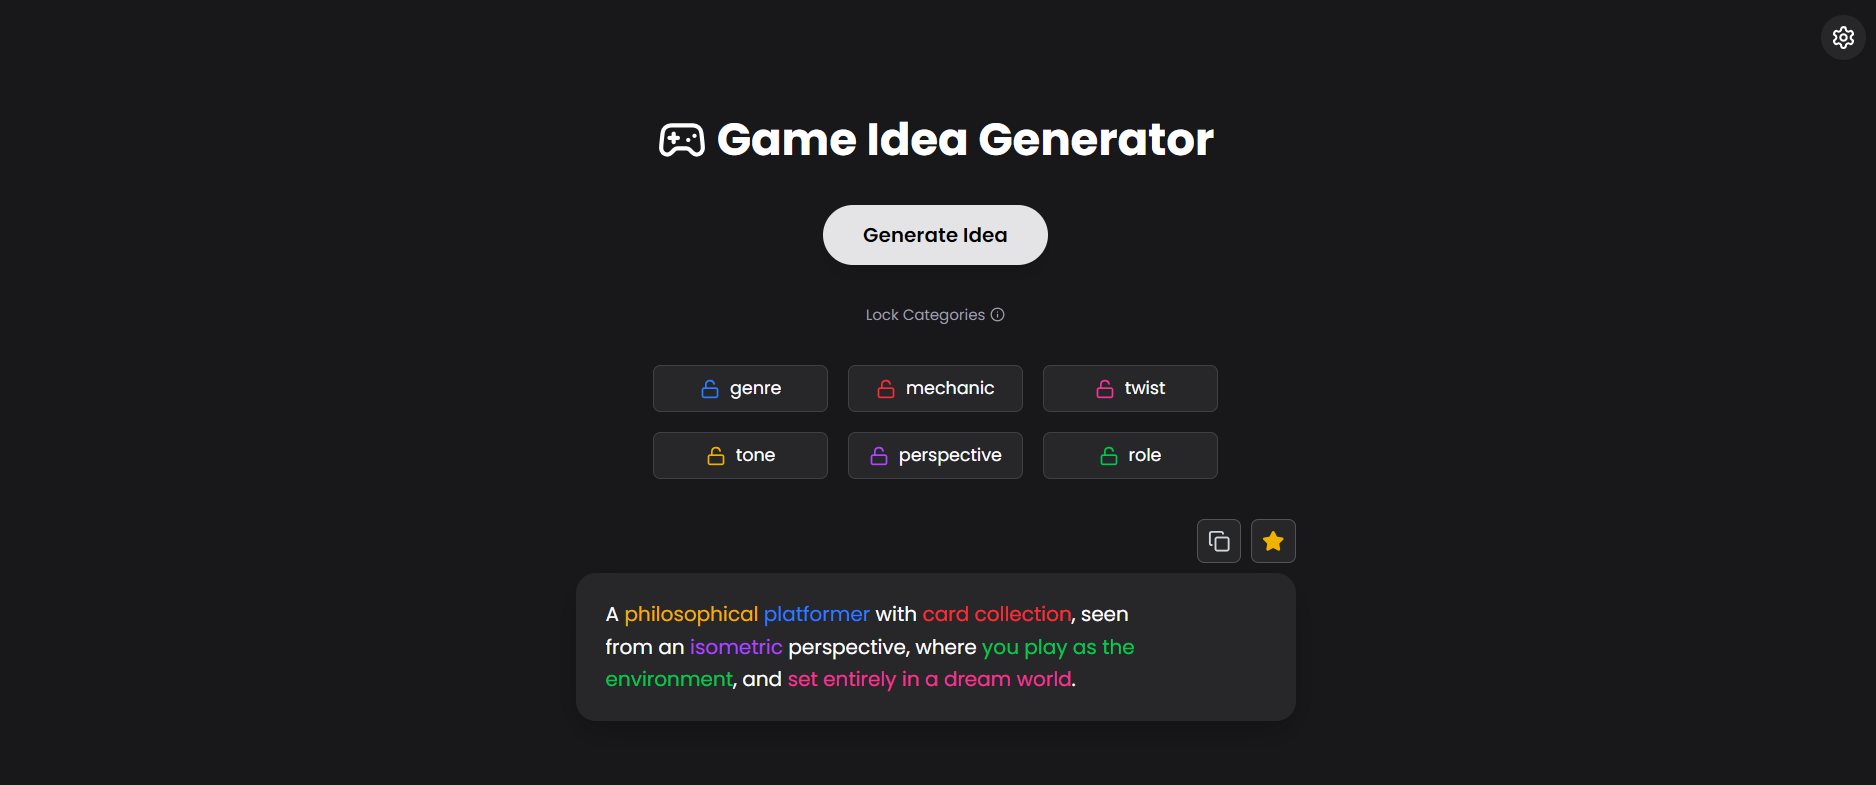 Game Idea Generator
Generate Idea
Lock Categories
genre
mechanic
twist
tone
perspective
role
A philosophical platformer with card collection, seen
from an isometric perspective, where you play as the
environment, and set entirely in a dream world.